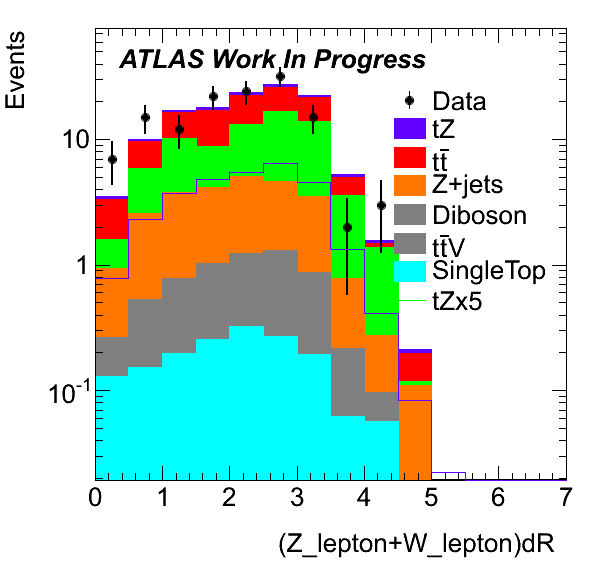 Events
ATLAS Work In Progress
Data
tZ
tt̄
Z+jets
Diboson
tt̄V
SingleTop
tZx5
10
1
10⁻¹
0 1 2 3 4 5 6 7
(Z_lepton+W_lepton)dR